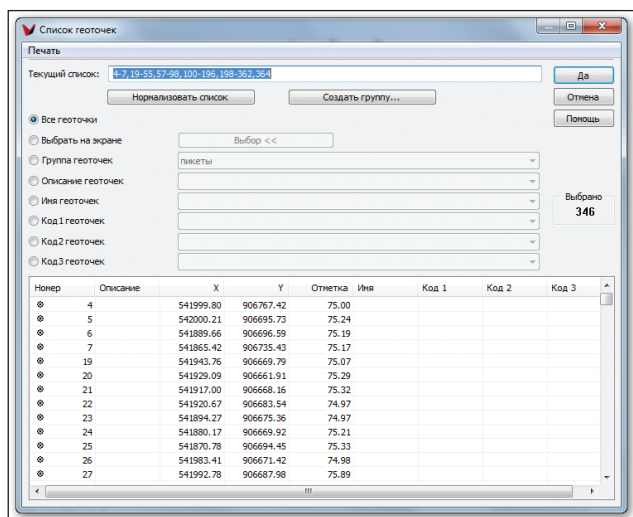 Список геоточек
Печать
Текущий список: 4-7,19-55,57-98,100-196,198-362,364 Да
Нормализовать список Создать группу... Отмена
Все геоточки Помощь
Выбрать на экране Выбор <<
Группа геоточек пикеты
Описание геоточек
Имя геоточек Выбрано
Код1 геоточек 346
Код2 геоточек
Код3 геоточек
Номер Описание X Y Отметка Имя Код 1 Код 2 Код 3
4 541999.80 906767.42 75.00
5 542000.21 906695.73 75.24
6 541889.66 906696.59 75.19
7 541865.42 906735.43 75.17
19 541943.76 906669.79 75.07
20 541929.09 906661.91 75.29
21 541917.00 906668.16 75.32
22 541920.67 906683.54 74.97
23 541894.27 906675.36 74.97
24 541880.17 906669.92 75.21
25 541870.78 906694.45 75.33
26 541983.41 906671.42 74.98
27 541992.78 906687.98 75.89